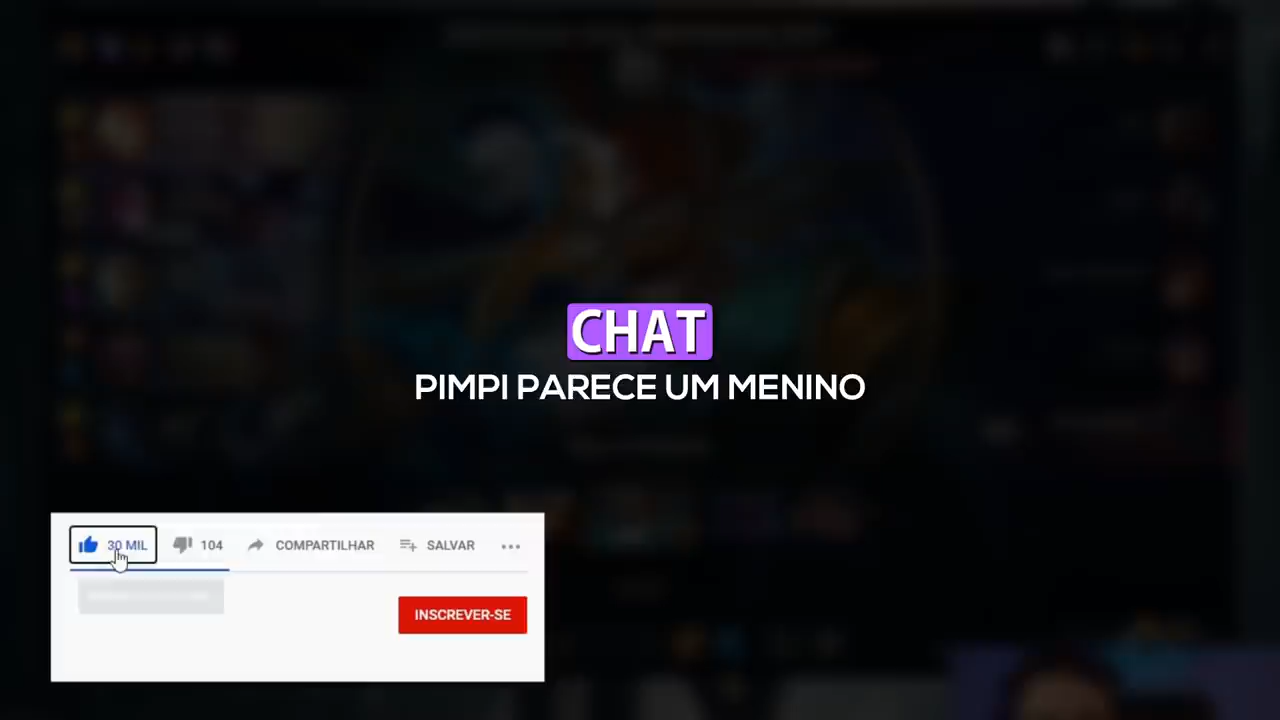 CHAT
PIMPI PARECE UM MENINO
30 MIL
104
COMPARTILHAR
SALVAR
INSCREVER-SE